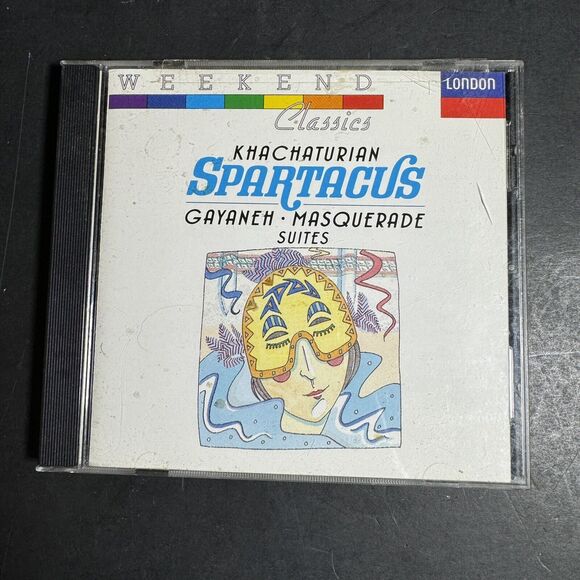 WEEKEND
Classics
LONDON
KHACHATURIAN
SPARTACUS
GAYANEH · MASQUERADE
SUITES